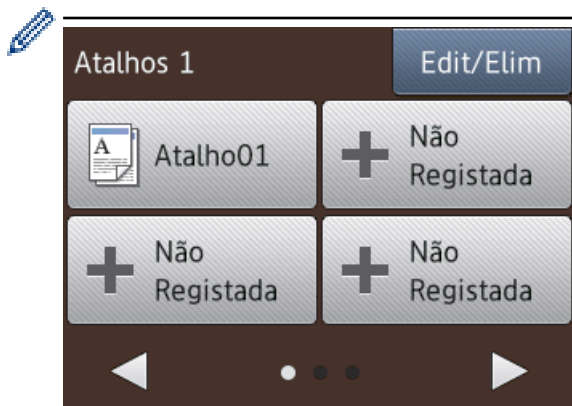 Atalhos 1
Edit/Elim
A
Atalho01
Não
Registada
Não
Registada
Não
Registada